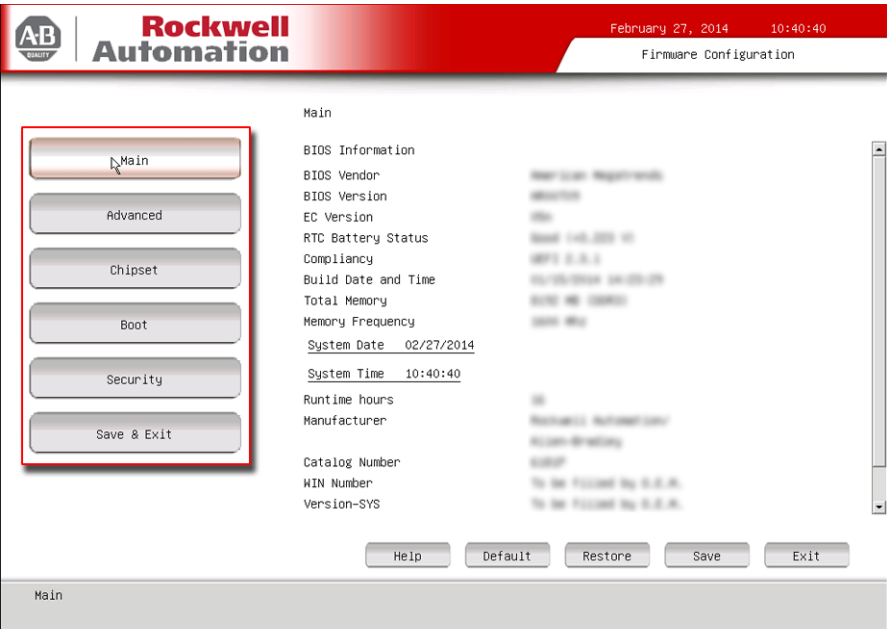 A-B
QUALITY
Rockwell
Automation
February 27, 2014 10:40:40
Firmware Configuration
Main
Advanced
Chipset
Boot
Security
Save & Exit
Main
BIOS Information
BIOS Vendor
BIOS Version
EC Version
RTC Battery Status
Compliancy
Build Date and Time
Total Memory
Memory Frequency
System Date 02/27/2014
System Time 10:40:40
Runtime hours
Manufacturer
Catalog Number
WIN Number
Version-SYS
Help Default Restore Save Exit
Main